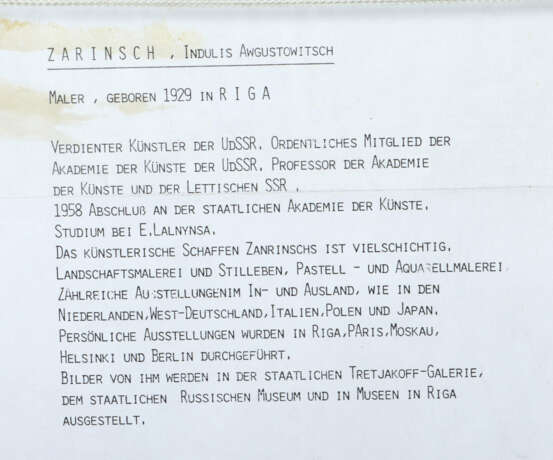 ZARINSCH , INDULIS AWGUSTOWITSCH
MALER , GEBOREN 1929 IN RIGA
VERDIENTER KÜNSTLER DER UDSSR, ORDENTLICHES MITGLIED DER
AKADEMIE DER KÜNSTE DER UDSSR, PROFESSOR DER AKADEMIE
DER KÜNSTE UND DER LETTISCHEN SSR ,
1958 ABSCHLUß AN DER STAATLICHEN AKADEMIE DER KÜNSTE,
STUDIUM BEI E.LALNYNSA.
DAS KÜNSTLERISCHE SCHAFFEN ZANRINSCHS IST VIELSCHICHTIG,
LANDSCHAFTSMALEREI UND STILLEBEN, PASTELL - UND AQUARELLMALEREI.
ZÄHLREICHE AUSSTELLUNGENIM IN- UND AUSLAND, WIE IN DEN
NIEDERLANDEN,WEST-DEUTSCHLAND,ITALIEN,POLEN UND JAPAN.
PERSÖNLICHE AUSSTELLUNGEN WURDEN IN RIGA,PARIS,MOSKAU,
HELSINKI UND BERLIN DURCHGEFÜHRT.
BILDER VON IHM WERDEN IN DER STAATLICHEN TRETJAKOFF-GALERIE,
DEM STAATLICHEN RUSSISCHEN MUSEUM UND IN MUSEEN IN RIGA
AUSGESTELLT.